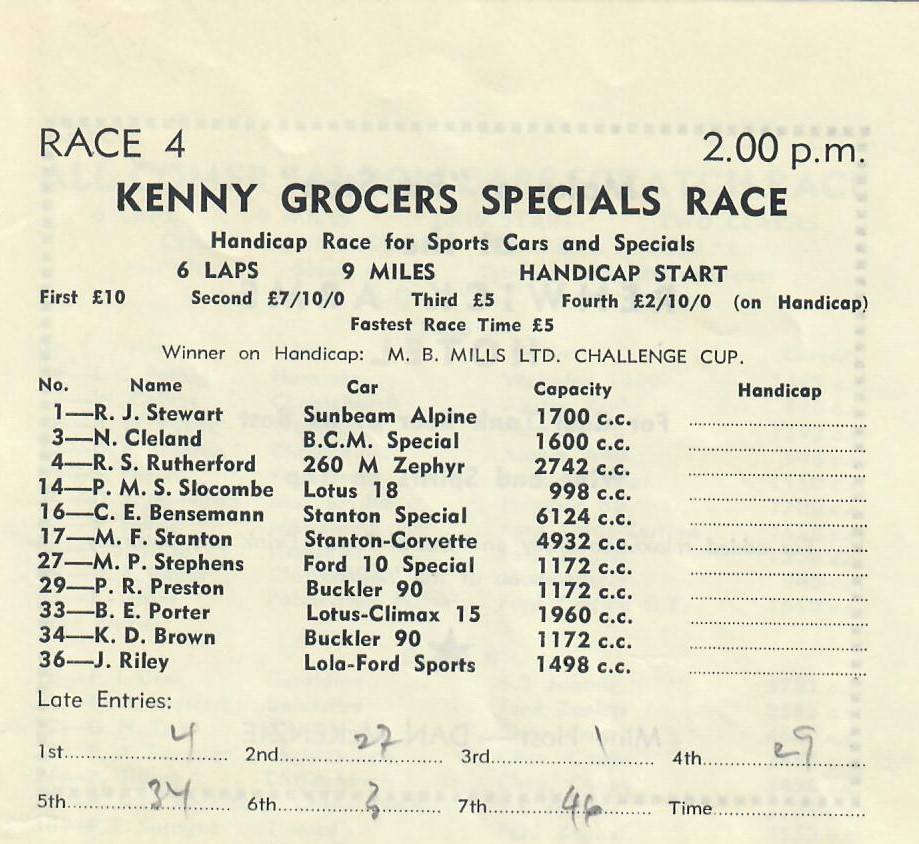 RACE 4 2.00 p.m.
KENNY GROCERS SPECIALS RACE
Handicap Race for Sports Cars and Specials
6 LAPS 9 MILES HANDICAP START
First £10 Second £7/10/0 Third £5 Fourth £2/10/0 (on Handicap)
Fastest Race Time £5
Winner on Handicap: M. B. MILLS LTD. CHALLENGE CUP.
No. Name Car Capacity Handicap
1—R. J. Stewart Sunbeam Alpine 1700 c.c. ........................
3—N. Cleland B.C.M. Special 1600 c.c. ........................
4—R. S. Rutherford 260 M Zephyr 2742 c.c. ........................
14—P. M. S. Slocombe Lotus 18 998 c.c. ........................
16—C. E. Bensemann Stanton Special 6124 c.c. ........................
17—M. F. Stanton Stanton-Corvette 4932 c.c. ........................
27—M. P. Stephens Ford 10 Special 1172 c.c. ........................
29—P. R. Preston Buckler 90 1172 c.c. ........................
33—B. E. Porter Lotus-Climax 15 1960 c.c. ........................
34—K. D. Brown Buckler 90 1172 c.c. ........................
36—J. Riley Lola-Ford Sports 1498 c.c. ........................
Late Entries:
1st 4 2nd 27 3rd 1 4th 29
5th 34 6th 3 7th 46 Time........................